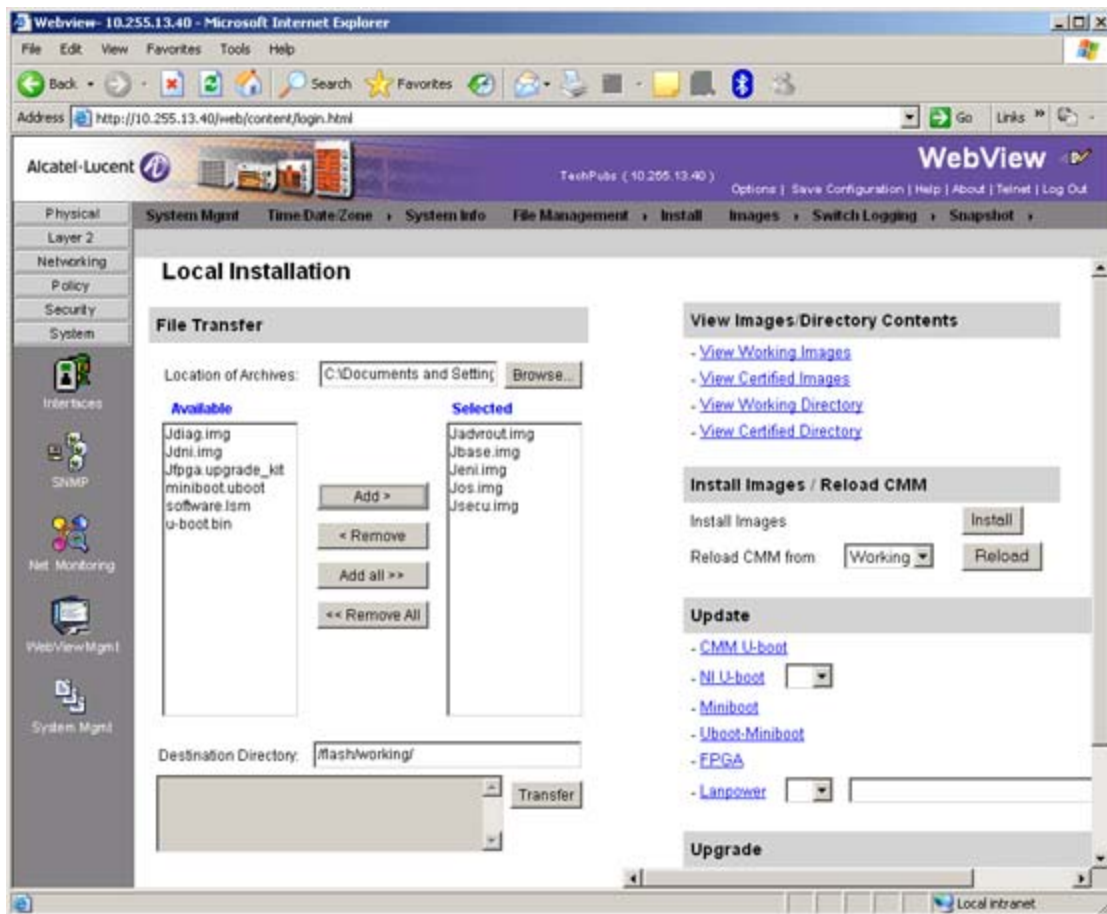 Webview- 10.255.13.40 - Microsoft Internet Explorer
File Edit View Favorites Tools Help
Back Search Favorites
Address http://10.255.13.40/web/content/login.html Go Links »
Alcatel-Lucent
TechPubs ( 10.255.13.40 )
WebView
Options | Save Configuration | Help | About | Telnet | Log Out
Physical
Layer 2
Networking
Policy
Security
System
Interfaces
SNMP
Net Monitoring
WebViewMgmt
System Mgmt
System Mgmt Time/Date/Zone System Info File Management Install Images Switch Logging Snapshot
Local Installation
File Transfer
Location of Archives: C:\Documents and Setting Browse...
Available Selected
Jdiag.img
Jdni.img
Jfpga.upgrade_kit
miniboot.uboot
software.lsm
u-boot.bin
Add >
< Remove
Add all >>
<< Remove All
Jadvrout.img
Jbase.img
Jeni.img
Jos.img
Jsecu.img
Destination Directory: /flash/working/
Transfer
View Images/Directory Contents
- View Working Images
- View Certified Images
- View Working Directory
- View Certified Directory
Install Images / Reload CMM
Install Images Install
Reload CMM from Working Reload
Update
- CMM U-boot
- NI U-boot
- Miniboot
- Uboot-Miniboot
- FPGA
- Lanpower
Upgrade
Local intranet